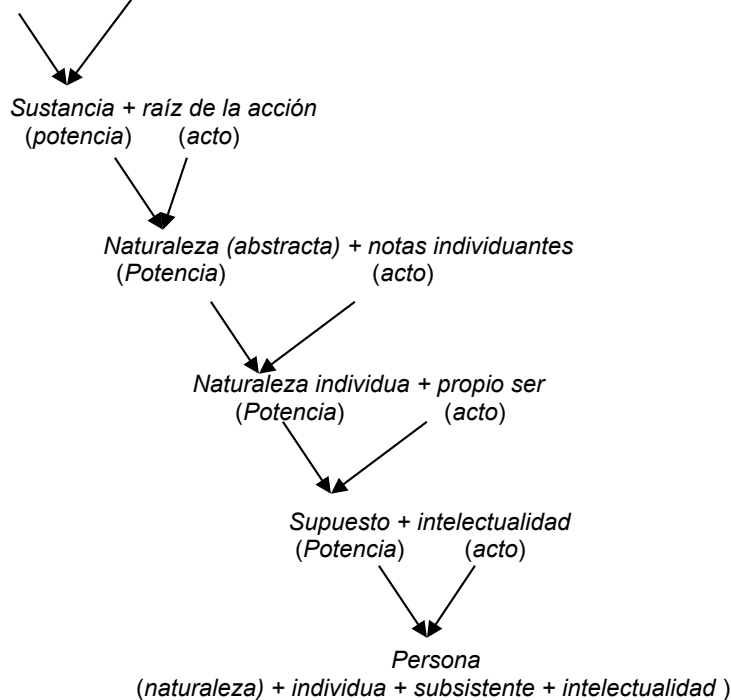 Sustancia + raíz de la acción
(potencia) (acto)
Naturaleza (abstracta) + notas individuantes
(Potencia) (acto)
Naturaleza individua + propio ser
(Potencia) (acto)
Supuesto + intelectualidad
(Potencia) (acto)
Persona
(naturaleza) + individua + subsistente + intelectualidad )